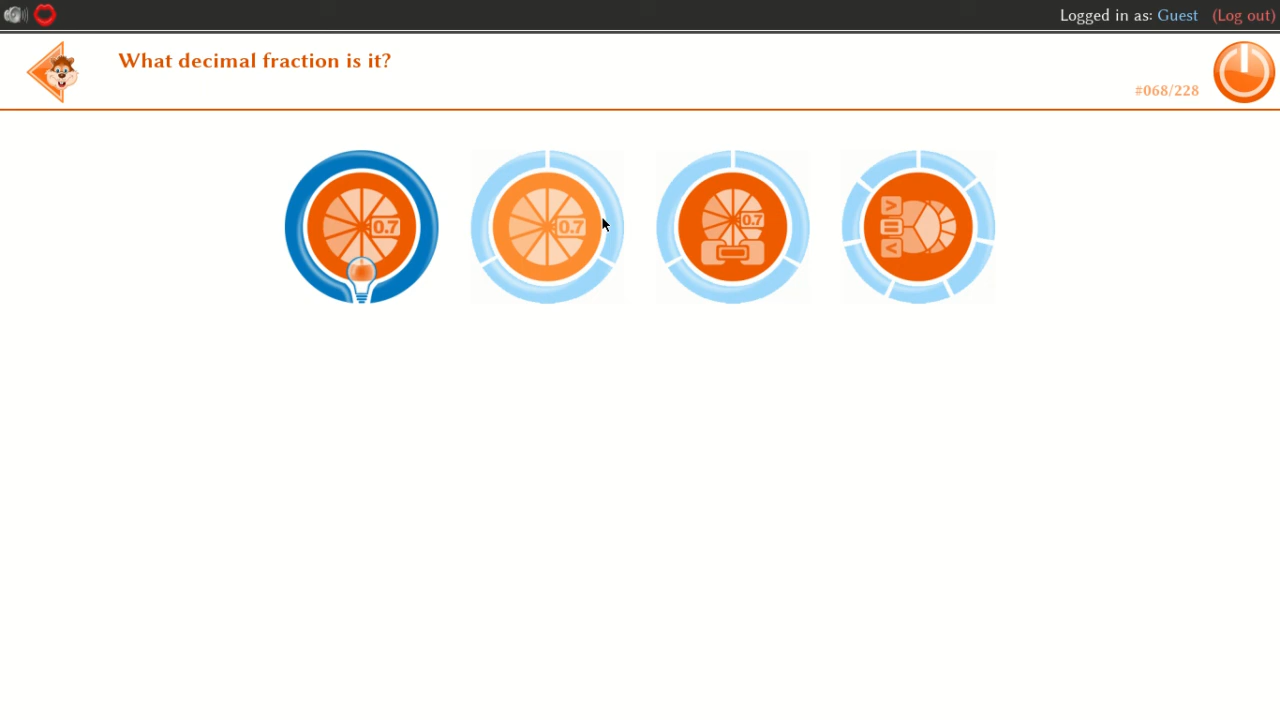 Logged in as: Guest (Log out)
What decimal fraction is it?
#068/228
0.7
0.7
0.7
> = <